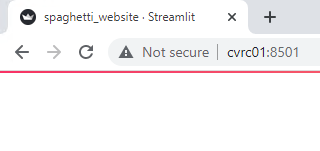 spaghetti_website · Streamlit
Not secure | cvrc01:8501